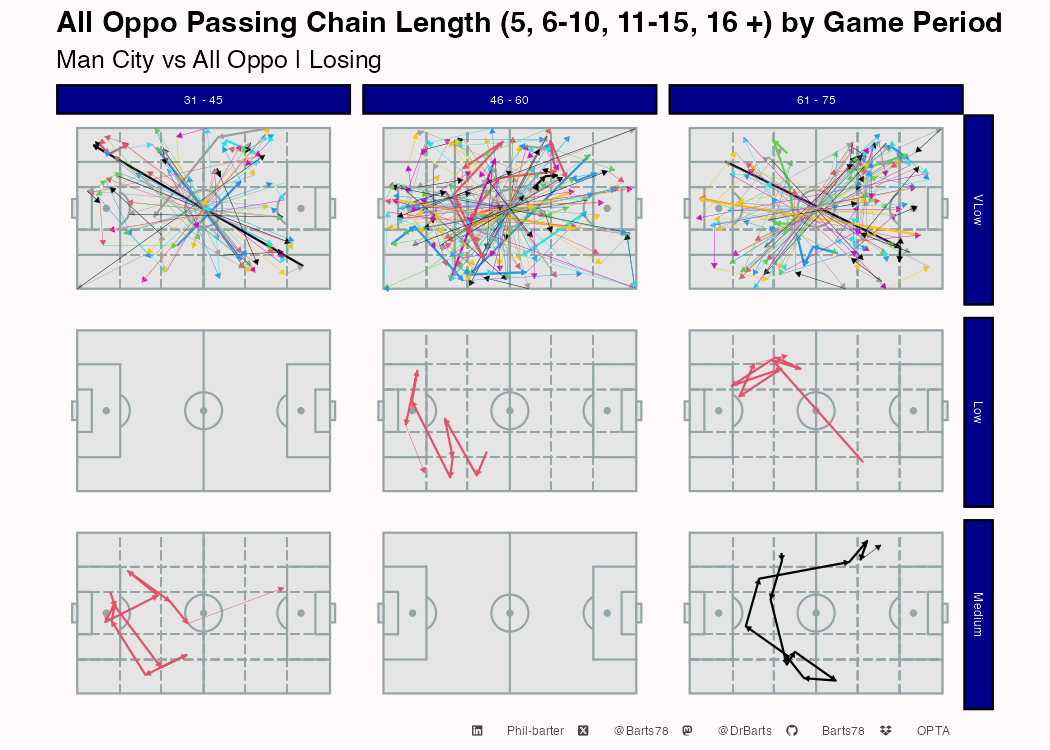 All Oppo Passing Chain Length (5, 6-10, 11-15, 16 +) by Game Period
Man City vs All Oppo | Losing
31 - 45
46 - 60
61 - 75
VLow
Low
Medium
Phil-barter @Barts78 @DrBarts Barts78 OPTA